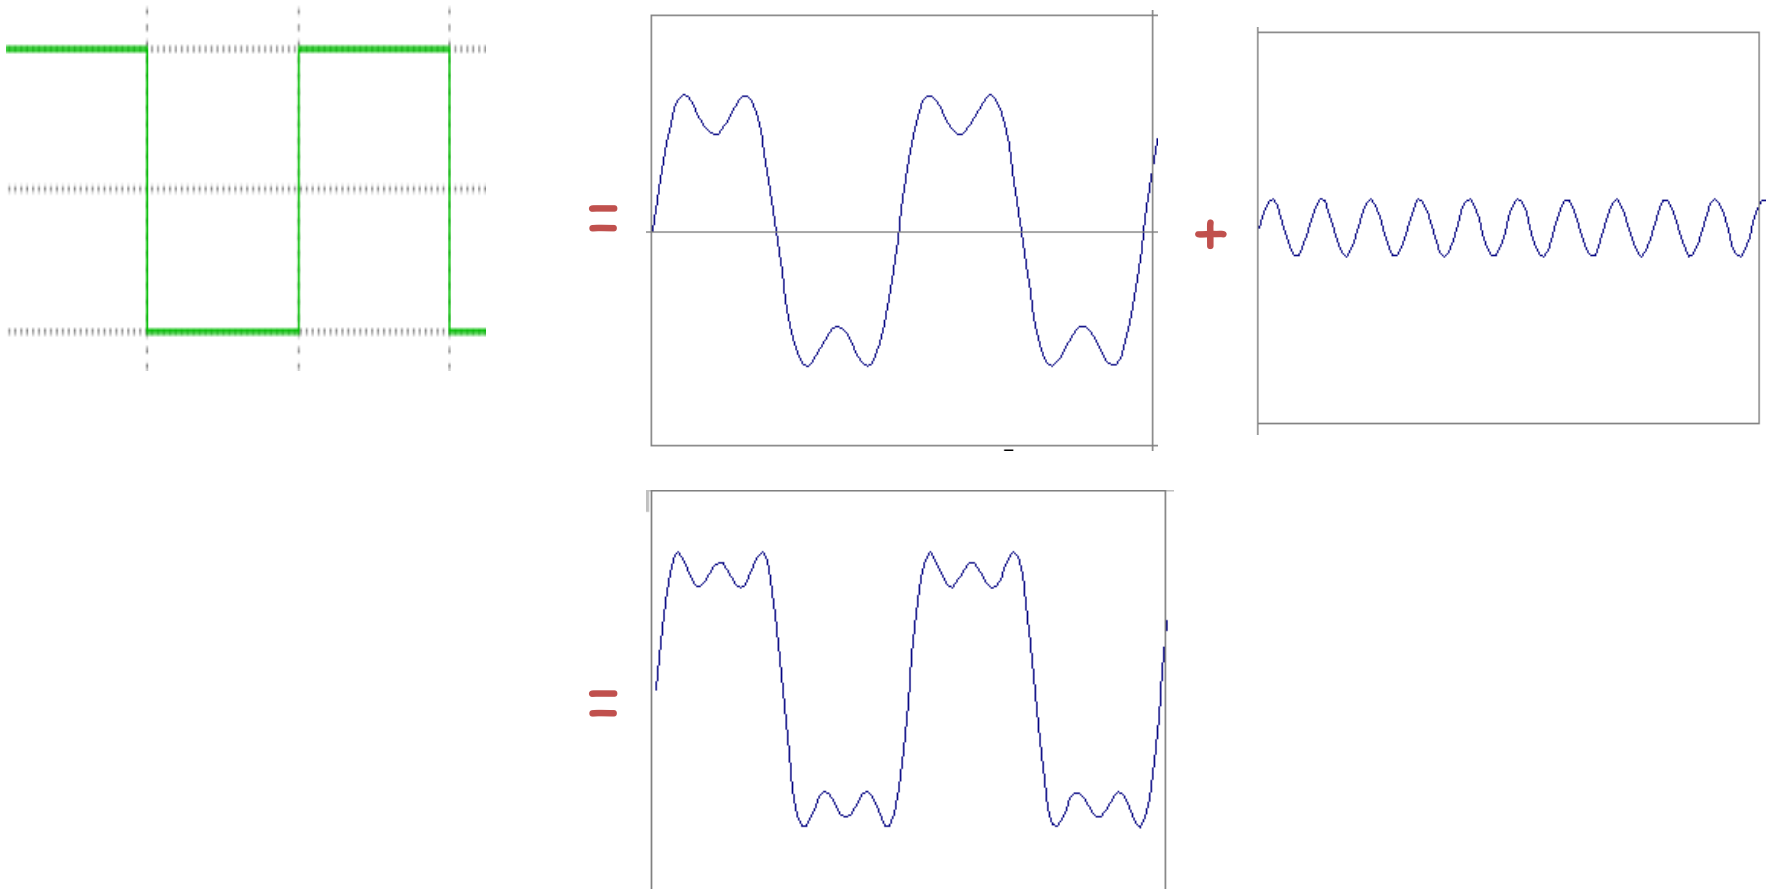 = +
=